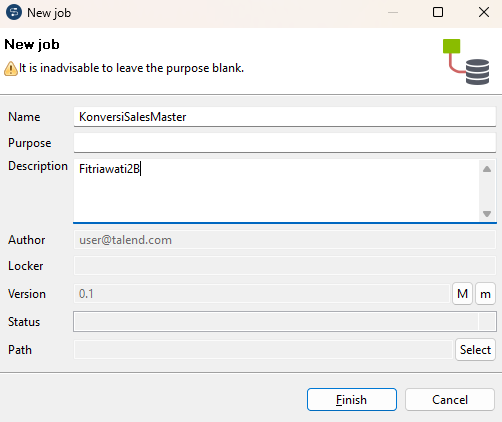 New job
New job
It is inadvisable to leave the purpose blank.
Name KonversiSalesMaster
Purpose
Description Fitriawati2B
Author user@talend.com
Locker
Version 0.1 M m
Status
Path Select
Finish Cancel